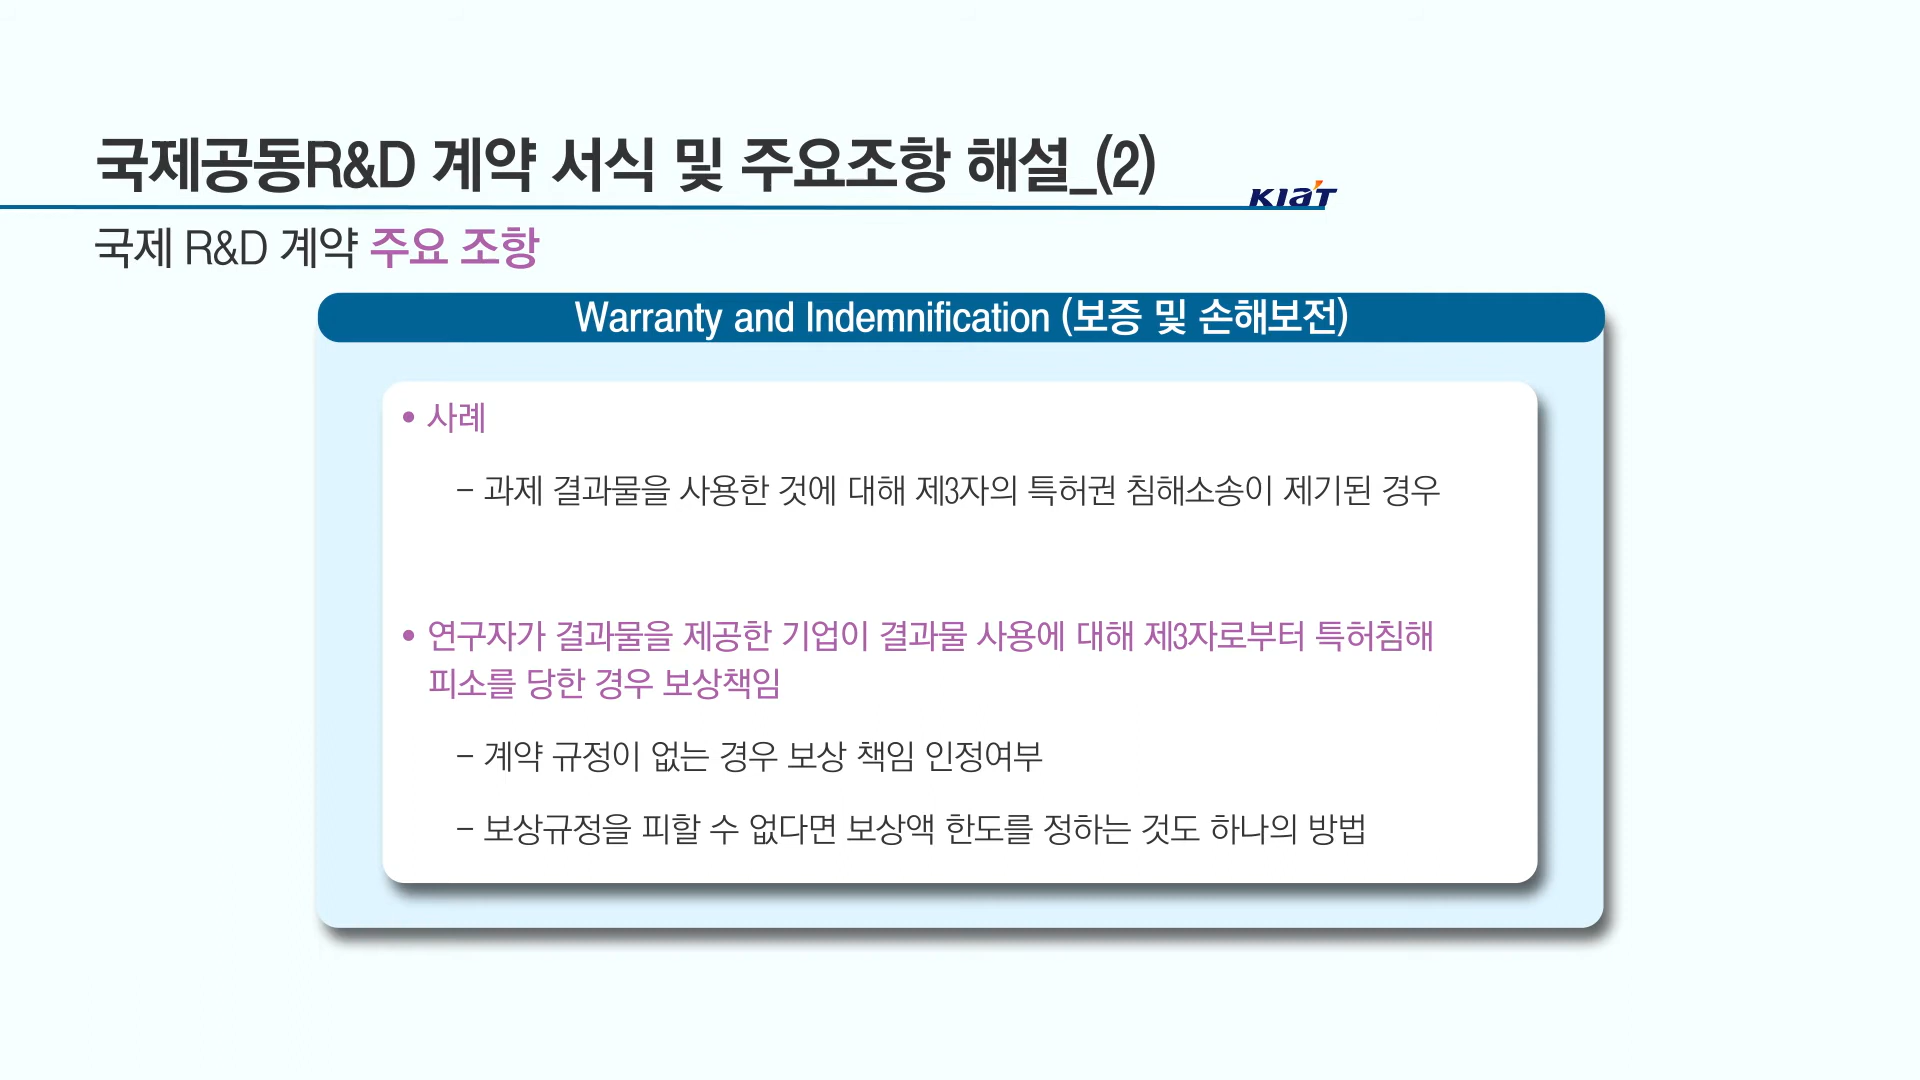 국제공동R&D 계약 서식 및 주요조항 해설_(2)
KIAT
국제 R&D 계약 주요 조항
Warranty and Indemnification (보증 및 손해보전)
• 사례
– 과제 결과물을 사용한 것에 대해 제3자의 특허권 침해소송이 제기된 경우
• 연구자가 결과물을 제공한 기업이 결과물 사용에 대해 제3자로부터 특허침해
피소를 당한 경우 보상책임
– 계약 규정이 없는 경우 보상 책임 인정여부
– 보상규정을 피할 수 없다면 보상액 한도를 정하는 것도 하나의 방법